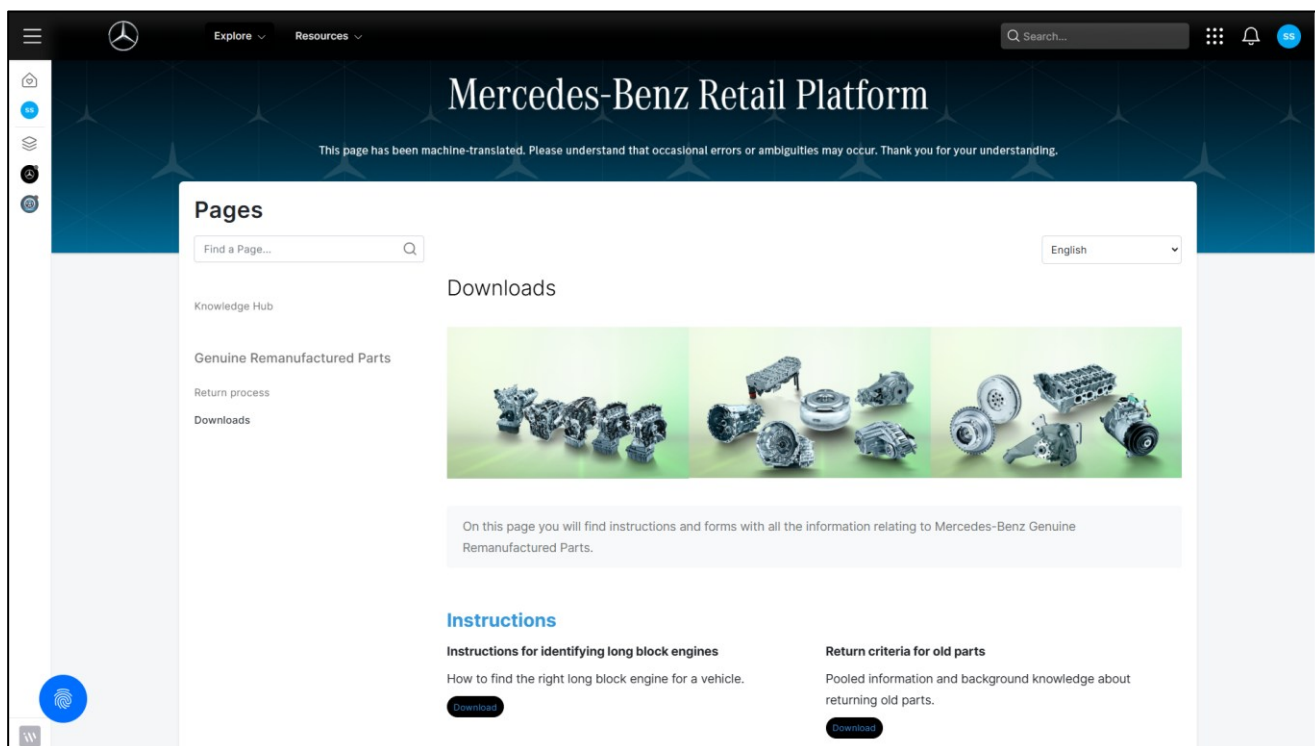 Explore
Resources
Search...
SS
SS
Mercedes-Benz Retail Platform
This page has been machine-translated. Please understand that occasional errors or ambiguities may occur. Thank you for your understanding.
Pages
Find a Page...
English
Knowledge Hub
Genuine Remanufactured Parts
Return process
Downloads
Downloads
On this page you will find instructions and forms with all the information relating to Mercedes-Benz Genuine
Remanufactured Parts.
Instructions
Instructions for identifying long block engines
How to find the right long block engine for a vehicle.
Download
Return criteria for old parts
Pooled information and background knowledge about
returning old parts.
Download